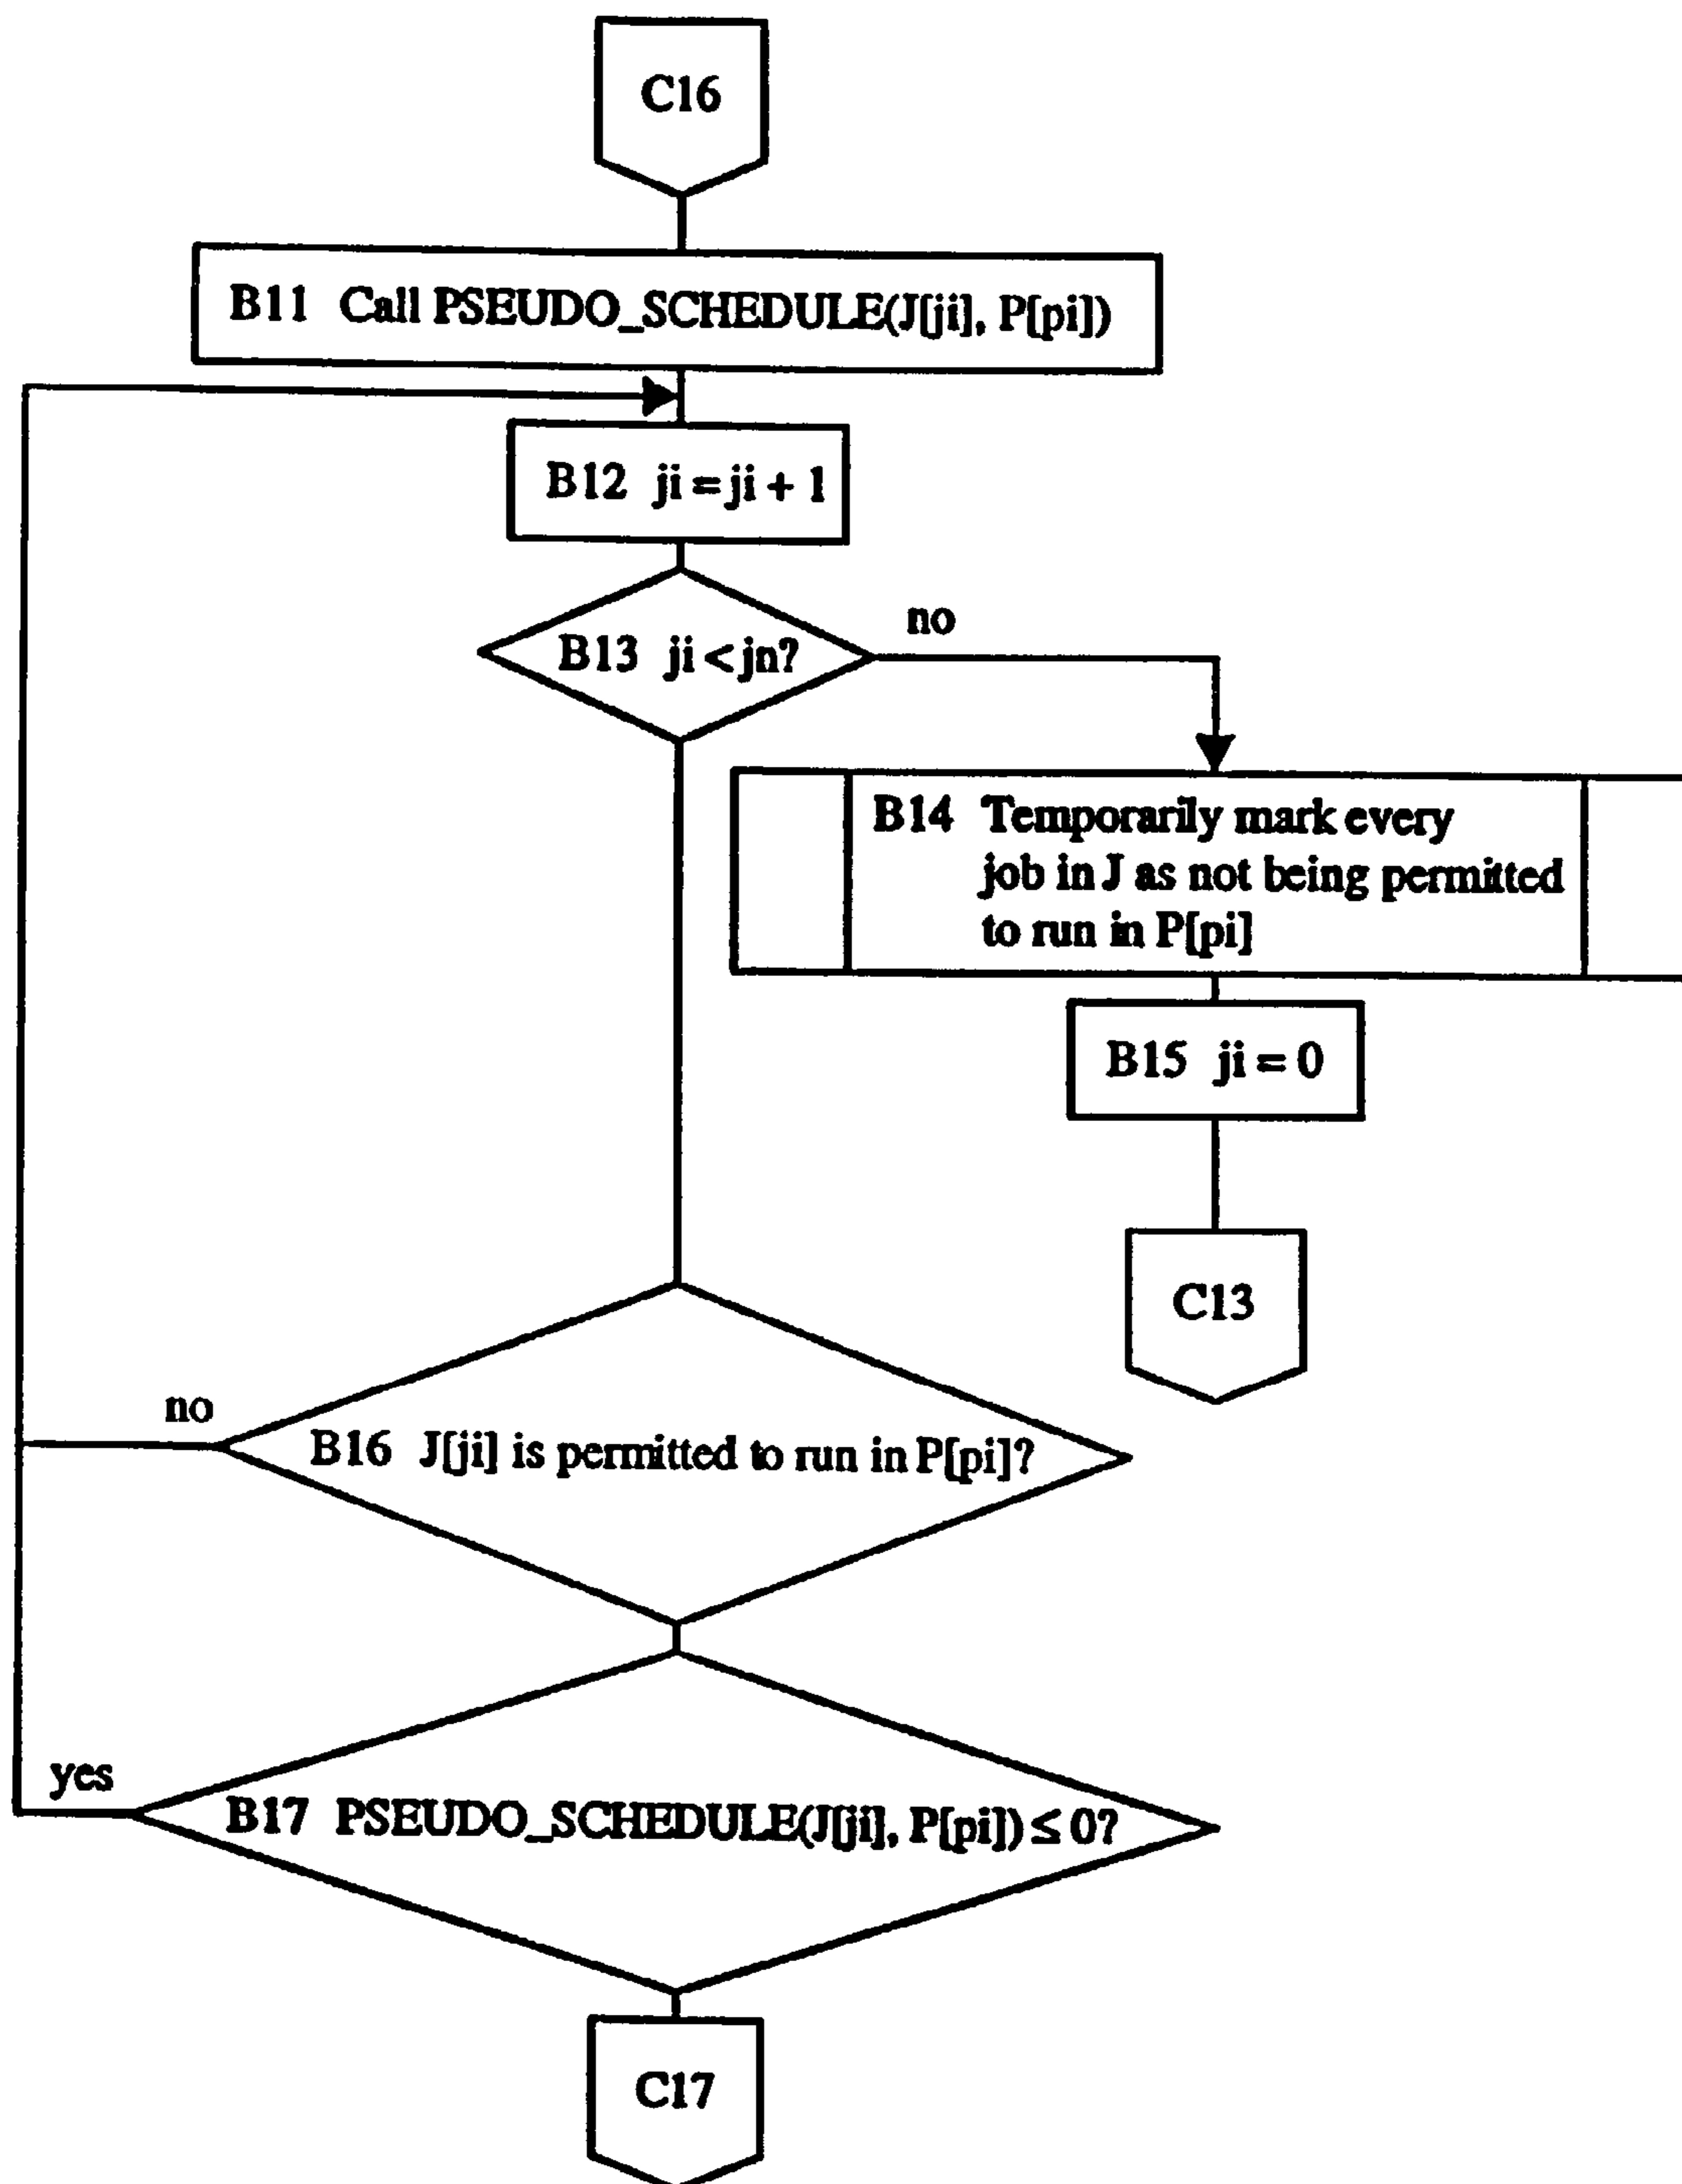 C16
B11 Call PSEUDO_SCHEDULE(J[ji], P[pi])
B12 ji = ji + 1
B13 ji < jn?
no
B14 Temporarily mark every
job in J as not being permitted
to run in P[pi]
B15 ji = 0
C13
no
B16 J[ji] is permitted to run in P[pi]?
yes
B17 PSEUDO_SCHEDULE(J[ji], P[pi]) ≤ 0?
C17